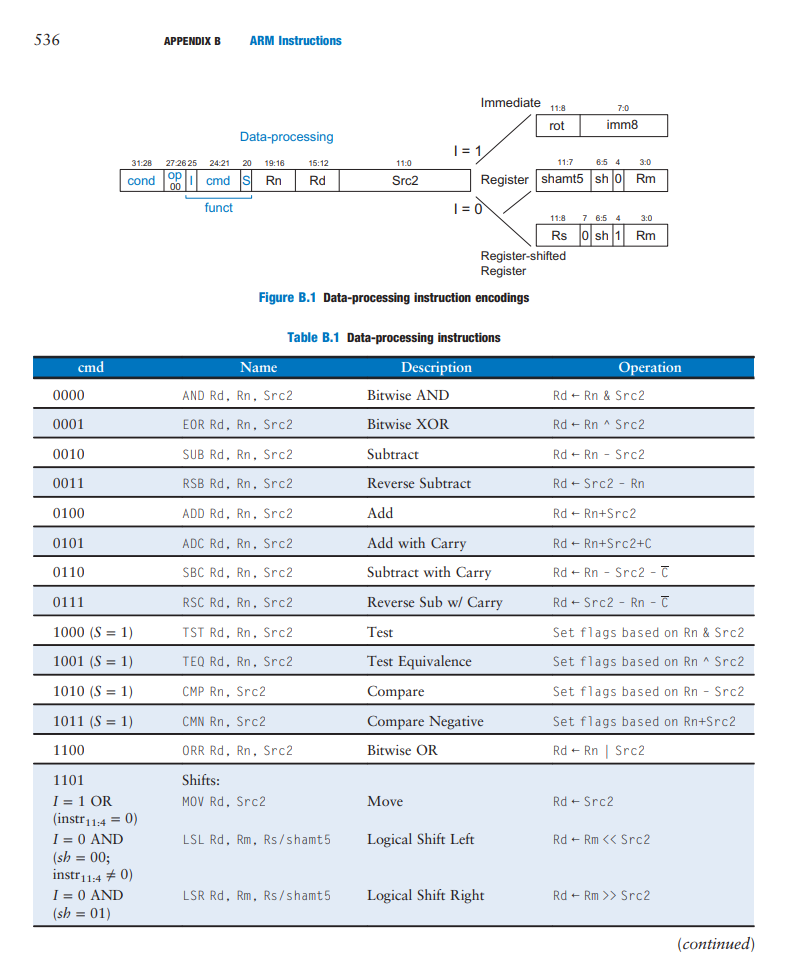 536 APPENDIX B ARM Instructions
Immediate 11:8 7:0
rot imm8
Data-processing
I = 1
31:28 27:26 25 24:21 20 19:16 15:12 11:0 11:7 6:5 4 3:0
cond op 00 I cmd S Rn Rd Src2 Register shamt5 sh 0 Rm
funct I = 0
11:8 7 6:5 4 3:0
Rs 0 sh 1 Rm
Register-shifted
Register
Figure B.1 Data-processing instruction encodings
Table B.1 Data-processing instructions
cmd Name Description Operation
0000 AND Rd, Rn, Src2 Bitwise AND Rd ← Rn & Src2
0001 EOR Rd, Rn, Src2 Bitwise XOR Rd ← Rn ^ Src2
0010 SUB Rd, Rn, Src2 Subtract Rd ← Rn - Src2
0011 RSB Rd, Rn, Src2 Reverse Subtract Rd ← Src2 - Rn
0100 ADD Rd, Rn, Src2 Add Rd ← Rn+Src2
0101 ADC Rd, Rn, Src2 Add with Carry Rd ← Rn+Src2+C
0110 SBC Rd, Rn, Src2 Subtract with Carry Rd ← Rn - Src2 - C̅
0111 RSC Rd, Rn, Src2 Reverse Sub w/ Carry Rd ← Src2 - Rn - C̅
1000 (S = 1) TST Rd, Rn, Src2 Test Set flags based on Rn & Src2
1001 (S = 1) TEQ Rd, Rn, Src2 Test Equivalence Set flags based on Rn ^ Src2
1010 (S = 1) CMP Rn, Src2 Compare Set flags based on Rn - Src2
1011 (S = 1) CMN Rn, Src2 Compare Negative Set flags based on Rn+Src2
1100 ORR Rd, Rn, Src2 Bitwise OR Rd ← Rn | Src2
1101 Shifts:
I = 1 OR MOV Rd, Src2 Move Rd ← Src2
(instr11:4 = 0)
I = 0 AND LSL Rd, Rm, Rs/shamt5 Logical Shift Left Rd ← Rm << Src2
(sh = 00;
instr11:4 ≠ 0)
I = 0 AND LSR Rd, Rm, Rs/shamt5 Logical Shift Right Rd ← Rm >> Src2
(sh = 01)
(continued)